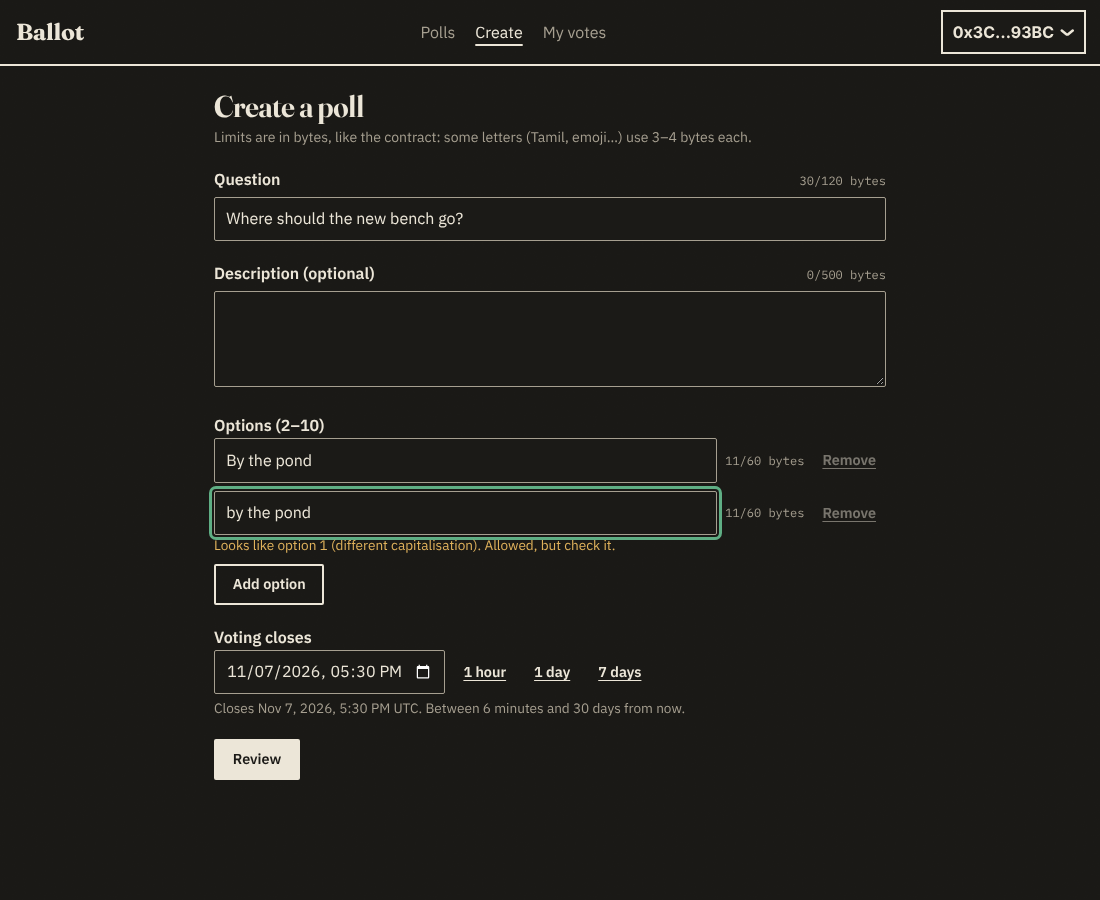 Ballot
Polls
Create
My votes
0x3C...93BC
Create a poll
Limits are in bytes, like the contract: some letters (Tamil, emoji…) use 3–4 bytes each.
Question
30/120 bytes
Where should the new bench go?
Description (optional)
0/500 bytes
Options (2–10)
By the pond
11/60 bytes
Remove
by the pond
11/60 bytes
Remove
Looks like option 1 (different capitalisation). Allowed, but check it.
Add option
Voting closes
11/07/2026, 05:30 PM
1 hour
1 day
7 days
Closes Nov 7, 2026, 5:30 PM UTC. Between 6 minutes and 30 days from now.
Review